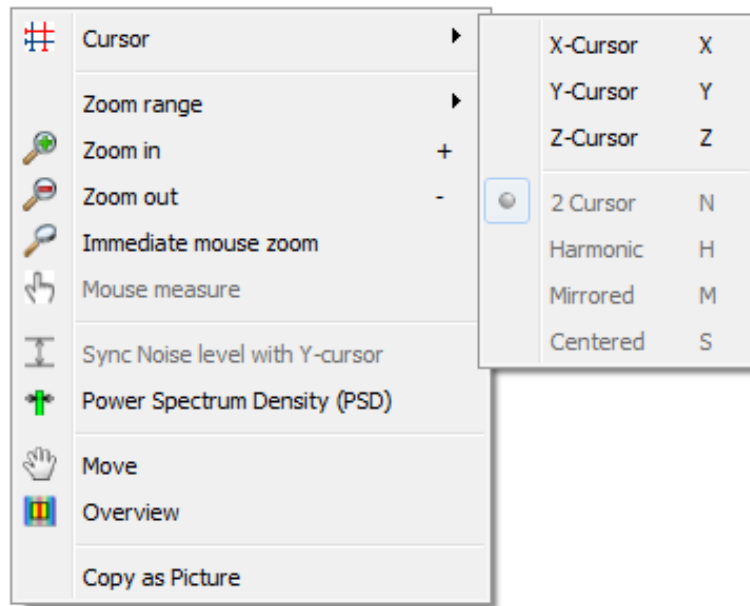 Cursor
Zoom range
Zoom in +
Zoom out -
Immediate mouse zoom
Mouse measure
Sync Noise level with Y-cursor
Power Spectrum Density (PSD)
Move
Overview
Copy as Picture
X-Cursor X
Y-Cursor Y
Z-Cursor Z
2 Cursor N
Harmonic H
Mirrored M
Centered S